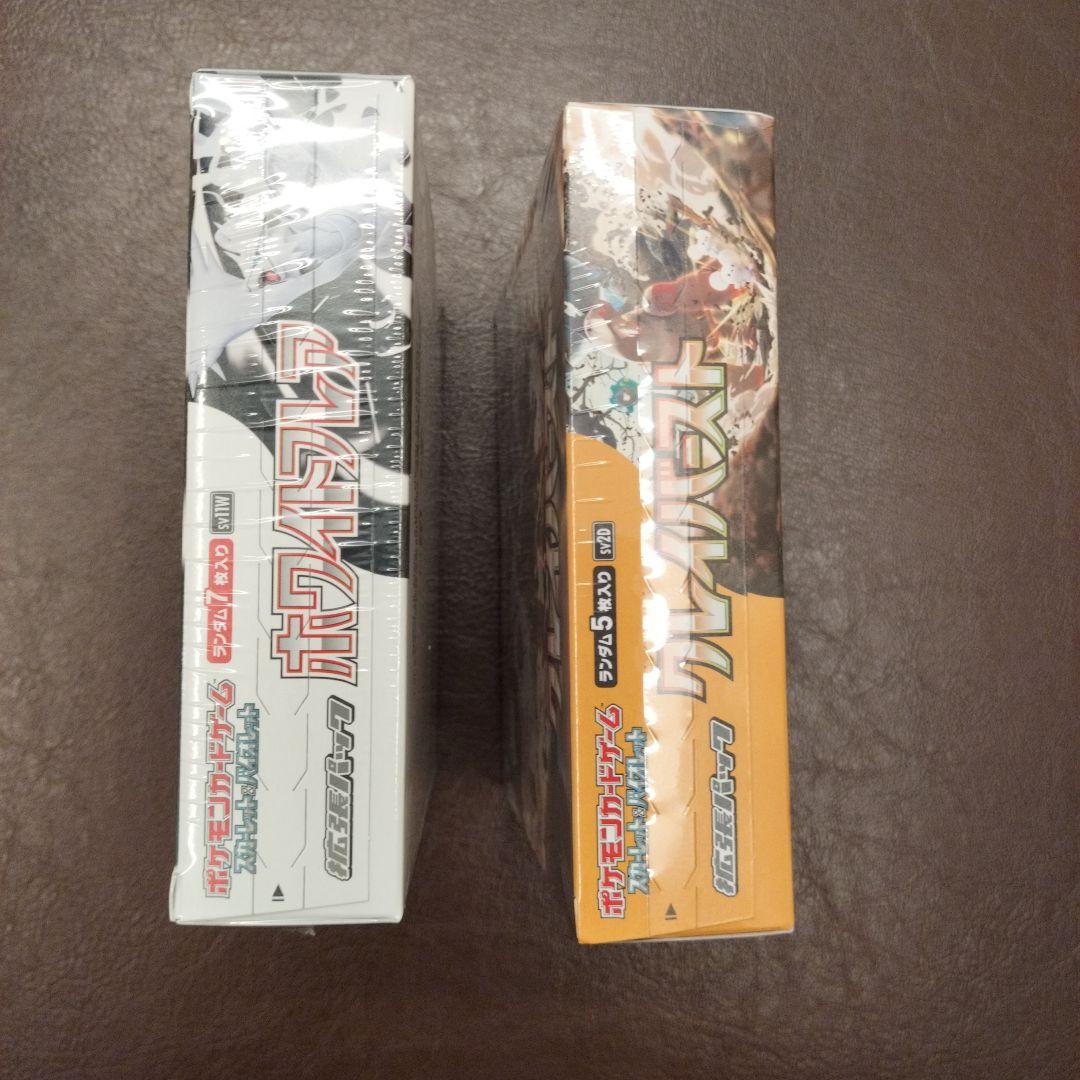 ポケモンカードゲーム
スカーレット&バイオレット
ランダム7枚入り
sv11W
拡張パック
ホワイトフレア
ポケモンカードゲーム
スカーレット&バイオレット
ランダム5枚入り
sv2D
拡張パック
クレイバースト